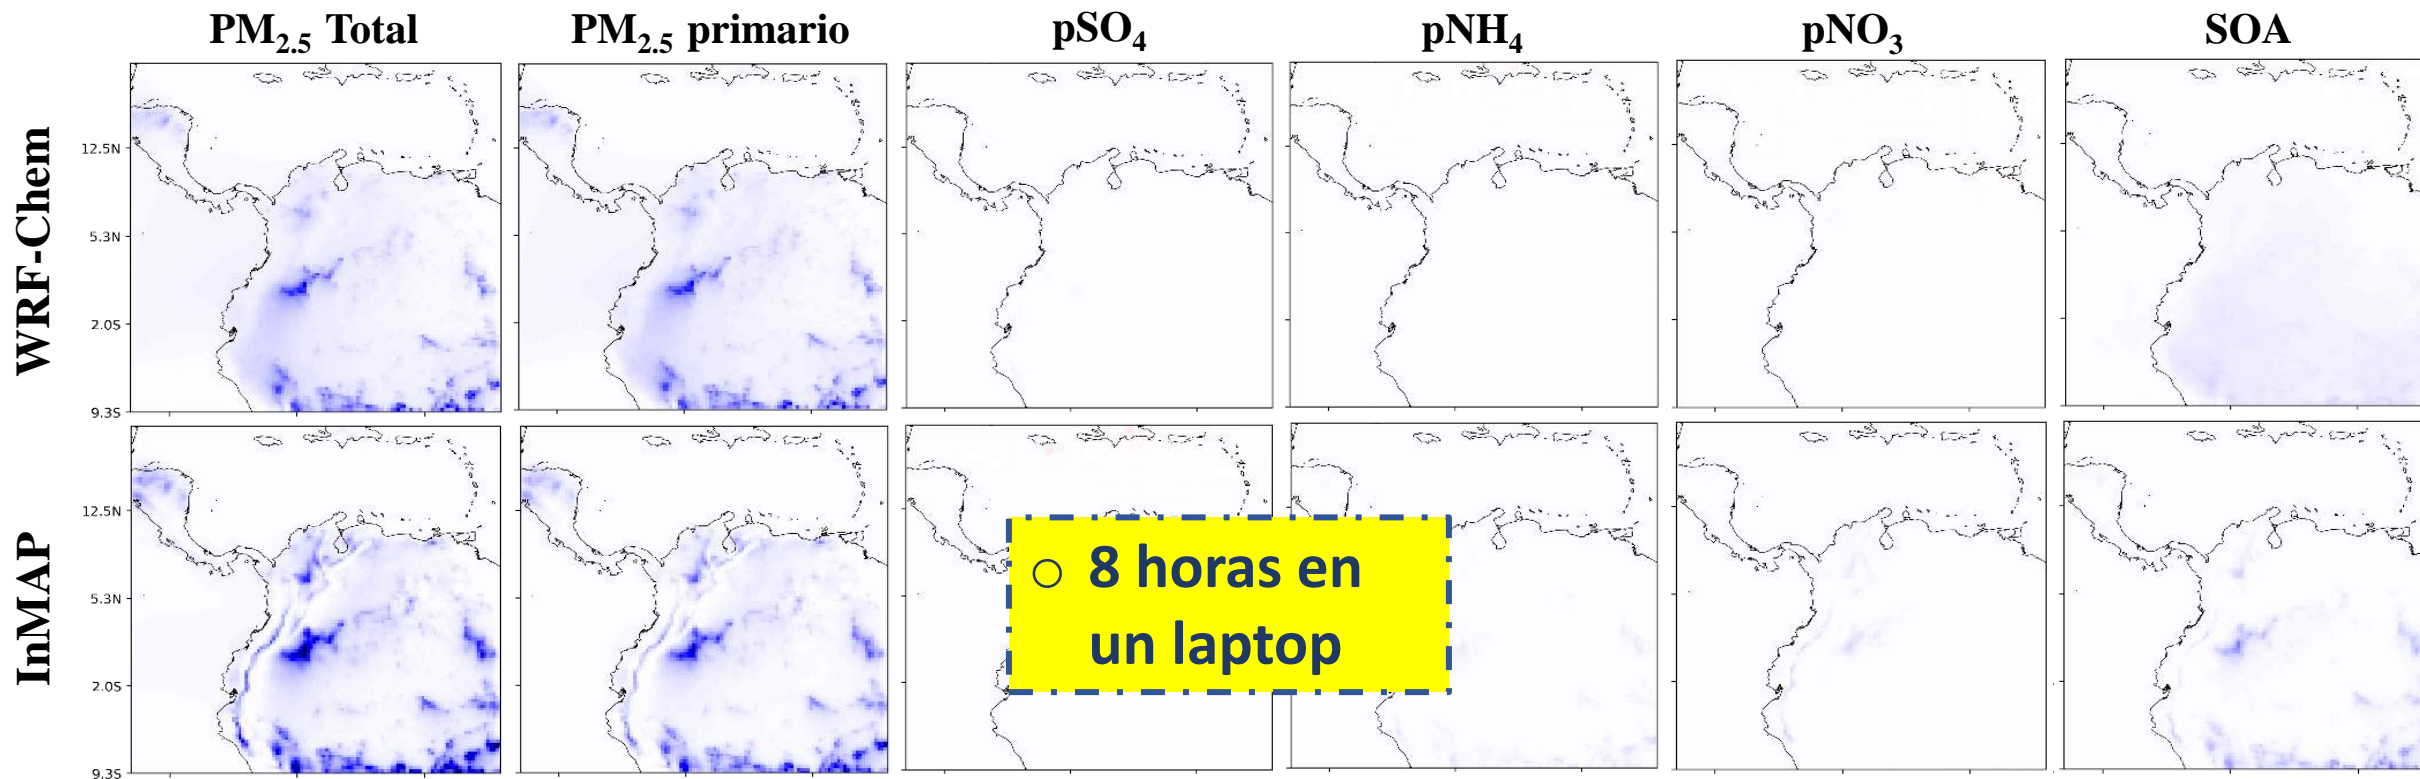 PM₂.₅ Total
PM₂.₅ primario
pSO₄
pNH₄
pNO₃
SOA
WRF-Chem
12.5N
5.3N
2.0S
9.3S
InMAP
12.5N
5.3N
2.0S
9.3S
○ 8 horas en
un laptop